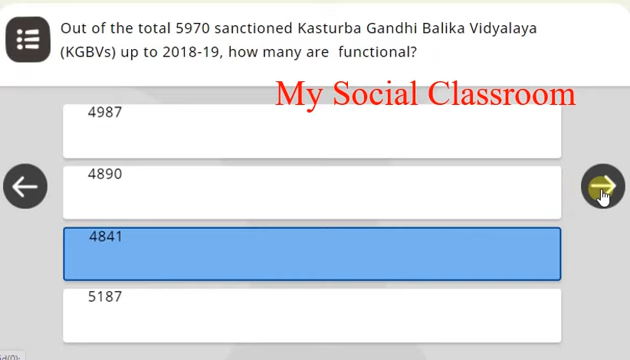 Out of the total 5970 sanctioned Kasturba Gandhi Balika Vidyalaya
(KGBVs) up to 2018-19, how many are functional?
My Social Classroom
4987
4890
4841
5187